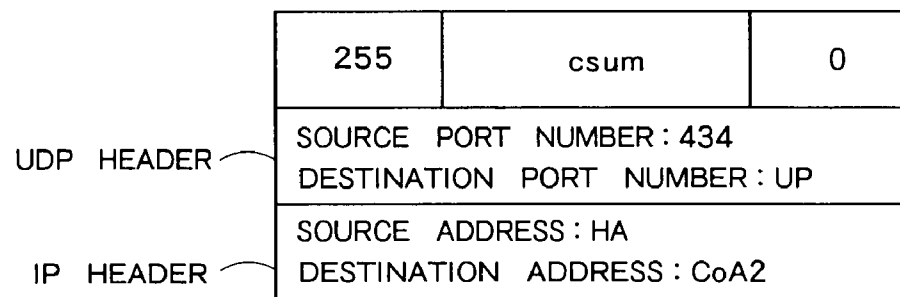 255 csum 0
UDP HEADER
SOURCE PORT NUMBER:434
DESTINATION PORT NUMBER:UP
IP HEADER
SOURCE ADDRESS:HA
DESTINATION ADDRESS:CoA2